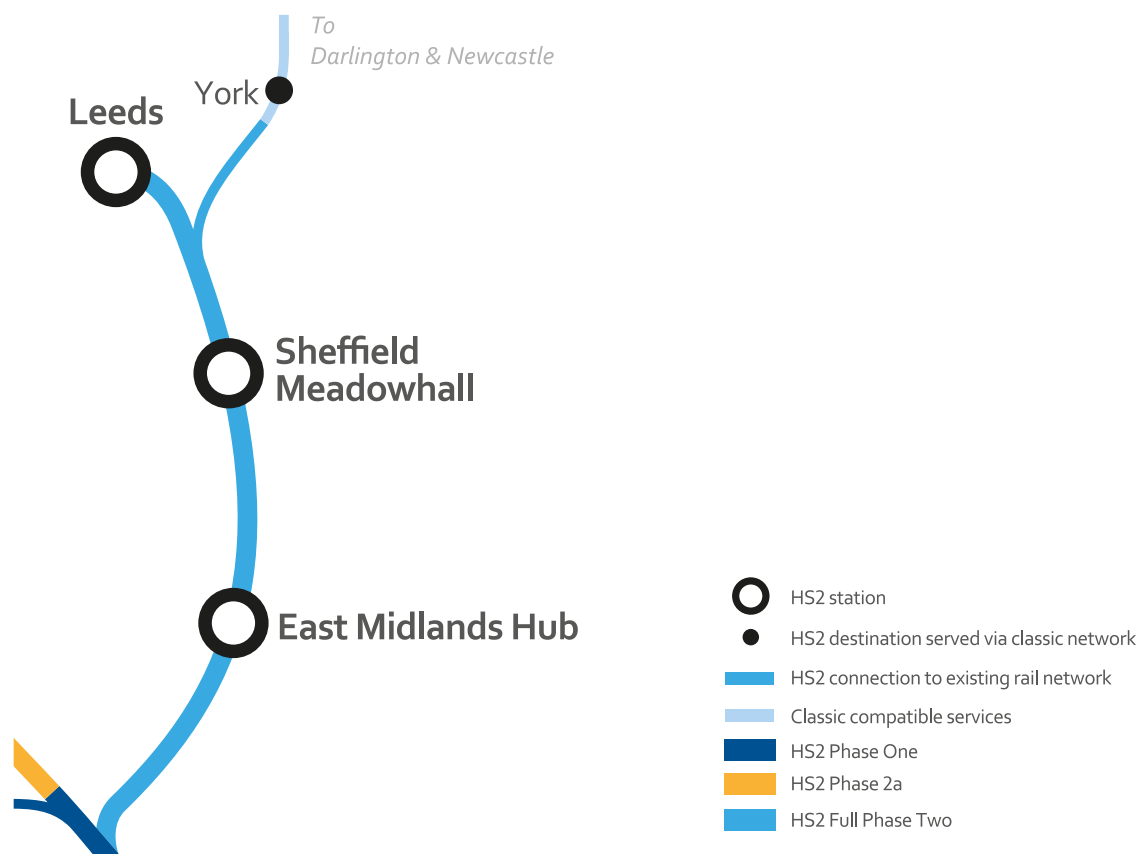 To
Darlington & Newcastle
York
Leeds
Sheffield
Meadowhall
East Midlands Hub
HS2 station
HS2 destination served via classic network
HS2 connection to existing rail network
Classic compatible services
HS2 Phase One
HS2 Phase 2a
HS2 Full Phase Two